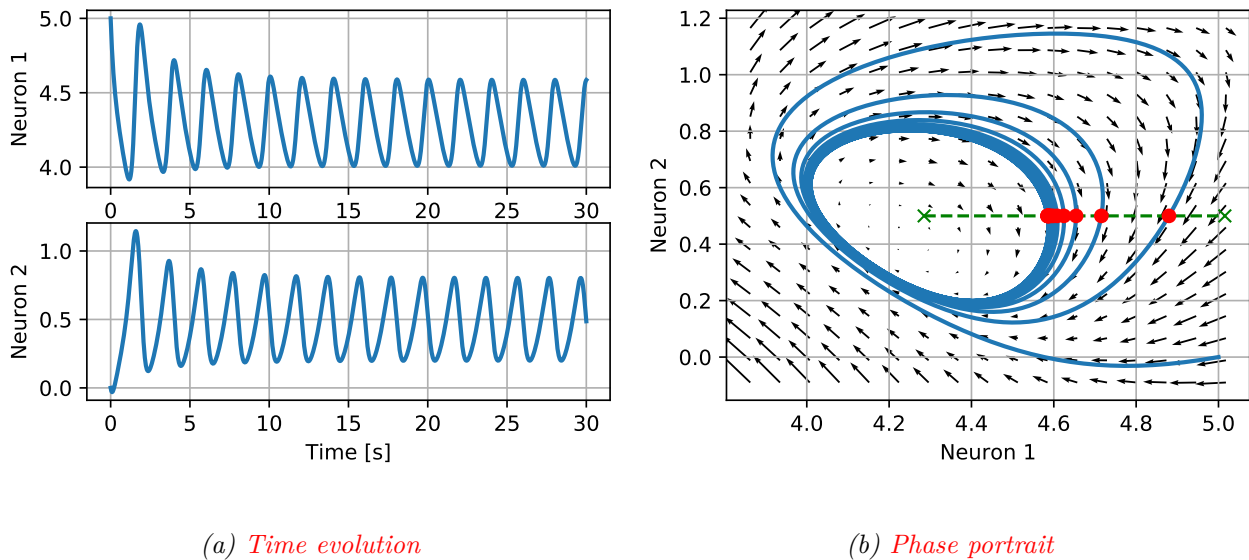 5.0
4.5
4.0
Neuron 1
0 5 10 15 20 25 30
1.0
0.5
0.0
Neuron 2
0 5 10 15 20 25 30
Time [s]
(a) Time evolution
1.2
1.0
0.8
0.6
0.4
0.2
0.0
Neuron 2
4.0 4.2 4.4 4.6 4.8 5.0
Neuron 1
(b) Phase portrait